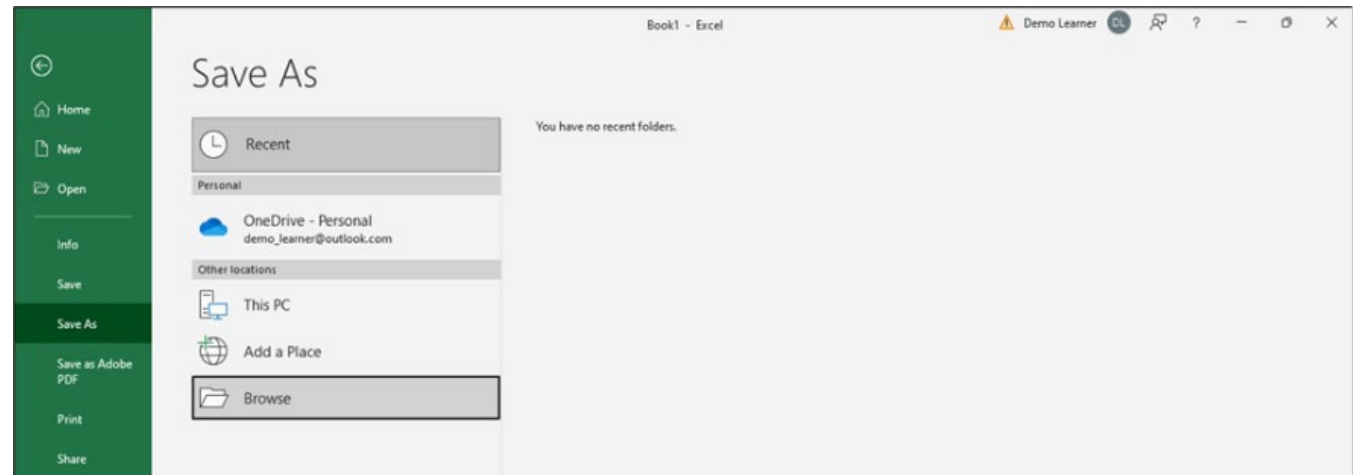 Book1 - Excel
Demo Learner
DL
?
Home
New
Open
Info
Save
Save As
Save as Adobe
PDF
Print
Share
Save As
Recent
Personal
OneDrive - Personal
demo_learner@outlook.com
Other locations
This PC
Add a Place
Browse
You have no recent folders.